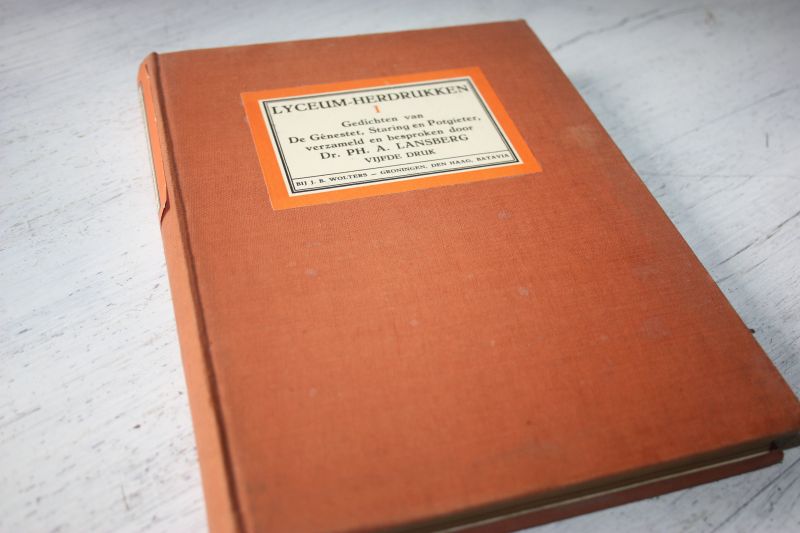 LYCEUM-HERDRUKKEN
I
Gedichten van
De Génestet, Staring en Potgieter,
verzameld en besproken door
Dr. PH. A. LANSBERG
VIJFDE DRUK
BIJ J. B. WOLTERS – GRONINGEN, DEN HAAG, BATAVIA